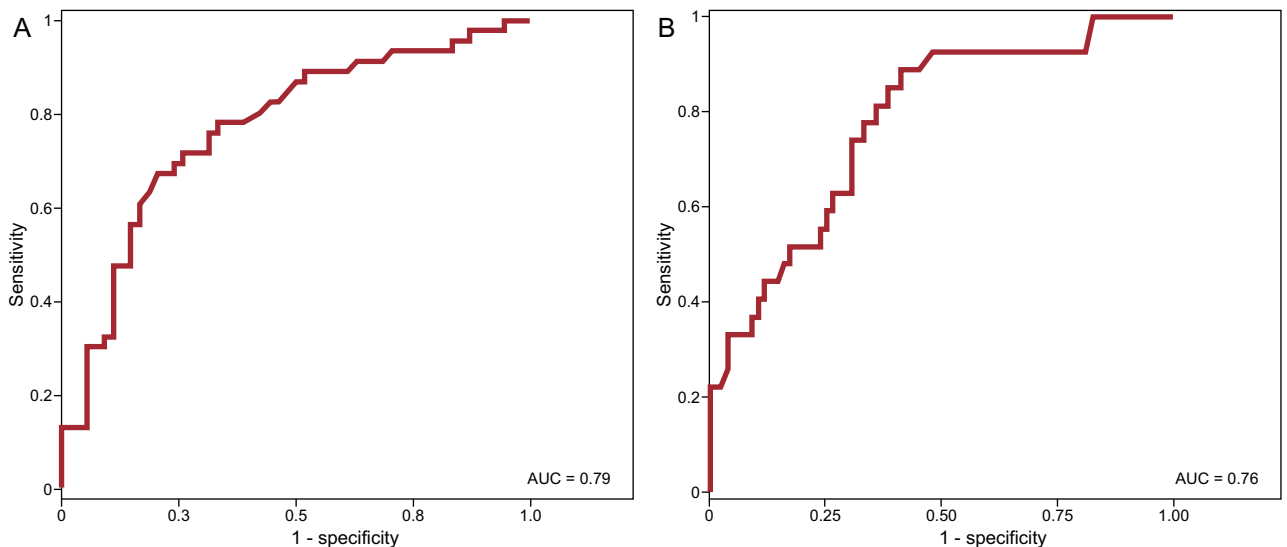 A
1
0.8
0.6
0.4
0.2
0
Sensitivity
0 0.3 0.5 0.8 1.0
1 - specificity
AUC = 0.79
B
1
0.8
0.6
0.4
0.2
0
Sensitivity
0 0.25 0.50 0.75 1.00
1 - specificity
AUC = 0.76